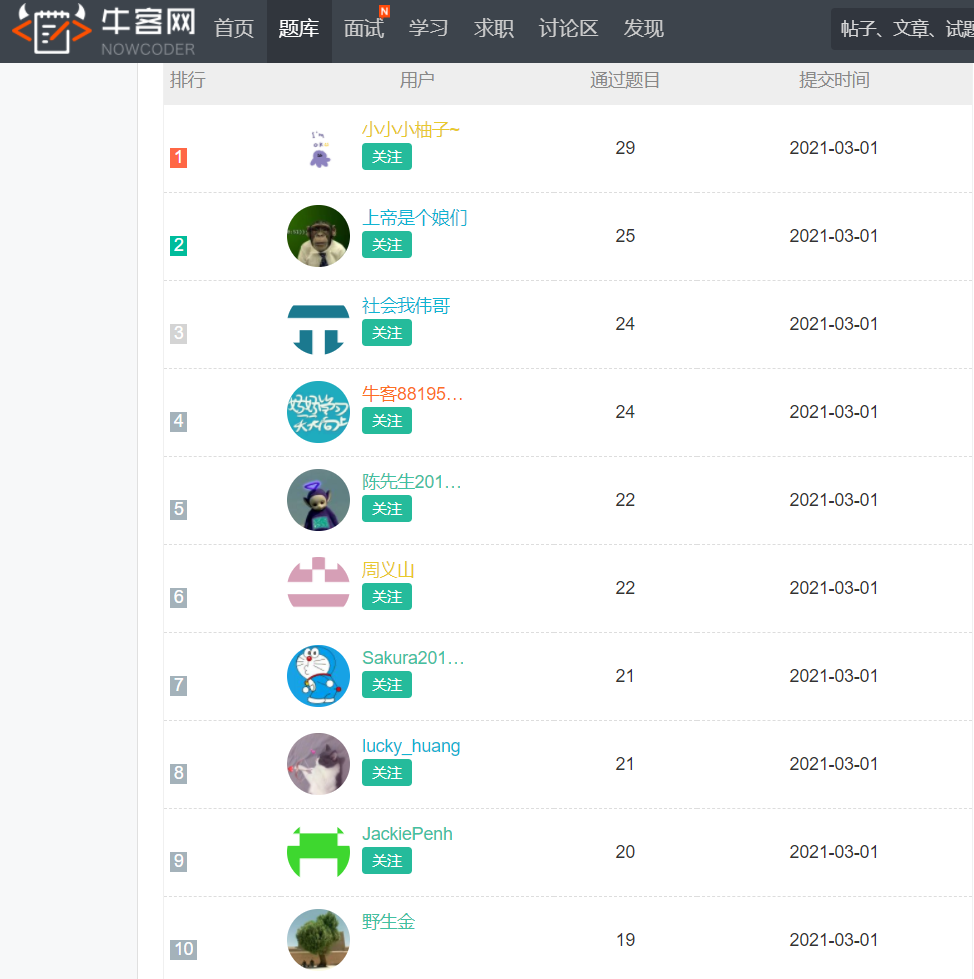 牛客网 NOWCODER 首页 题库 面试 N 学习 求职 讨论区 发现 帖子、文章、试题
排行 用户 通过题目 提交时间
1 小小小柚子~ 29 2021-03-01
关注
2 上帝是个娘们 25 2021-03-01
关注
3 社会我伟哥 24 2021-03-01
关注
4 牛客88195… 24 2021-03-01
关注
5 陈先生201… 22 2021-03-01
关注
6 周义山 22 2021-03-01
关注
7 Sakura201… 21 2021-03-01
关注
8 lucky_huang 21 2021-03-01
关注
9 JackiePenh 20 2021-03-01
关注
10 野生金 19 2021-03-01